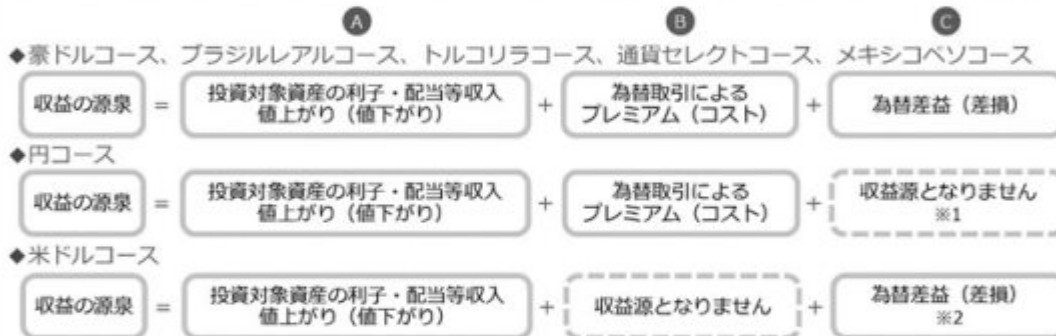 A B C
◆豪ドルコース、ブラジルレアルコース、トルコリラコース、通貨セレクトコース、メキシコペソコース
収益の源泉 = 投資対象資産の利子・配当等収入 + 為替取引による + 為替差益（差損）
値上がり（値下がり） プレミアム（コスト）
◆円コース
収益の源泉 = 投資対象資産の利子・配当等収入 + 為替取引による + 収益源となりません
値上がり（値下がり） プレミアム（コスト） ※1
◆米ドルコース
収益の源泉 = 投資対象資産の利子・配当等収入 + 収益源となりません + 為替差益（差損）
値上がり（値下がり） ※2